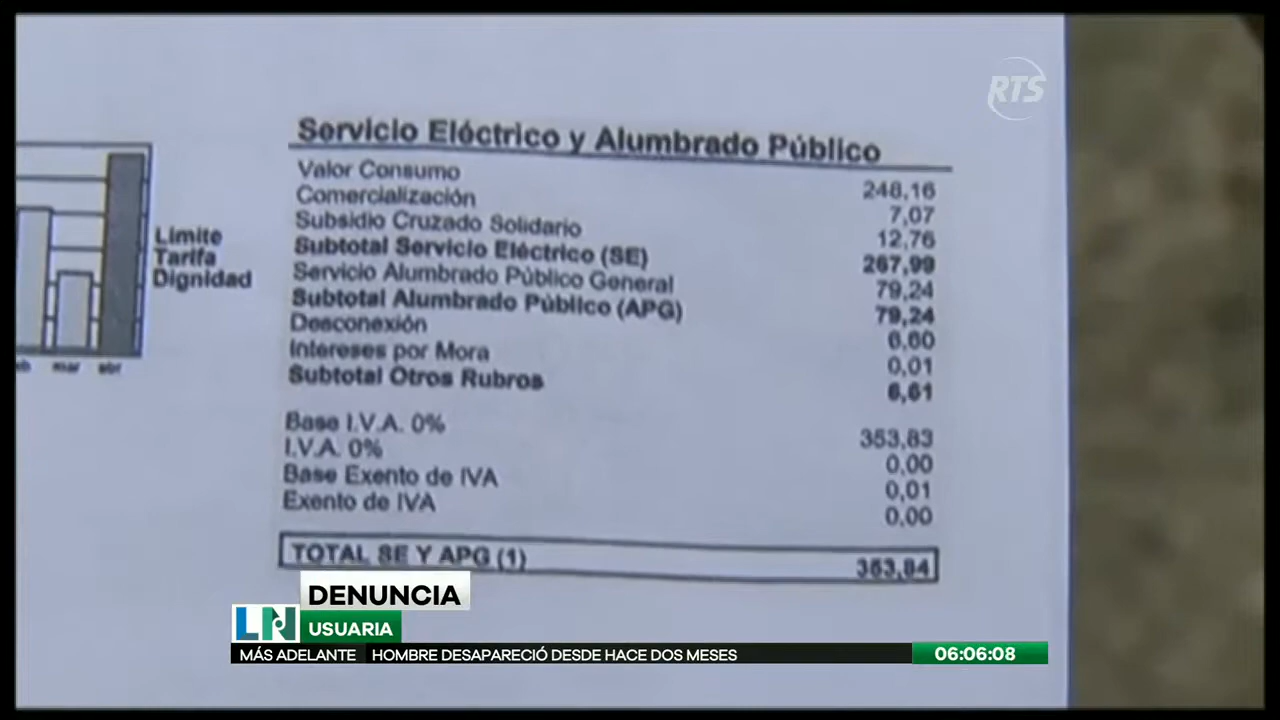 RTS
Servicio Eléctrico y Alumbrado Público
Valor Consumo 248,16
Comercialización 7,07
Subsidio Cruzado Solidario 12,76
Subtotal Servicio Eléctrico (SE) 267,99
Servicio Alumbrado Público General 79,24
Subtotal Alumbrado Público (APG) 79,24
Desconexión 6,60
Intereses por Mora 0,01
Subtotal Otros Rubros 6,61
Base I.V.A. 0% 353,83
I.V.A. 0% 0,00
Base Exento de IVA 0,01
Exento de IVA 0,00
TOTAL SE Y APG (1) 353,84
Límite
Tarifa
Dignidad
mar abr
DENUNCIA
LN USUARIA
MÁS ADELANTE HOMBRE DESAPARECIÓ DESDE HACE DOS MESES 06:06:08